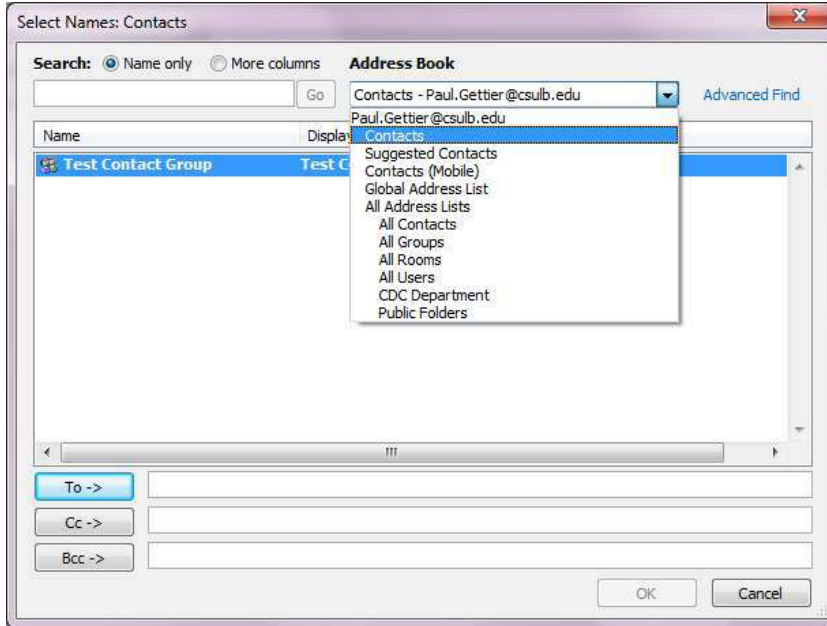 Select Names: Contacts
Search: Name only More columns Address Book
Go Contacts - Paul.Gettier@csulb.edu Advanced Find
Paul.Gettier@csulb.edu
Name Display Contacts
Suggested Contacts
Test Contact Group Test C
Contacts (Mobile)
Global Address List
All Address Lists
All Contacts
All Groups
All Rooms
All Users
CDC Department
Public Folders
To ->
Cc ->
Bcc ->
OK Cancel